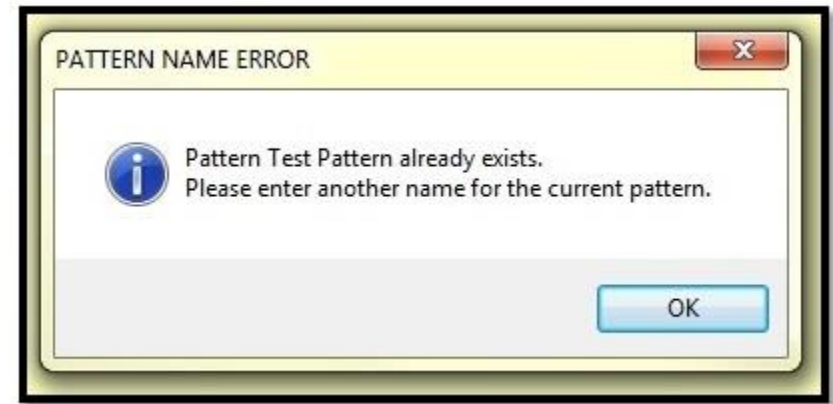 PATTERN NAME ERROR
Pattern Test Pattern already exists.
Please enter another name for the current pattern.
OK